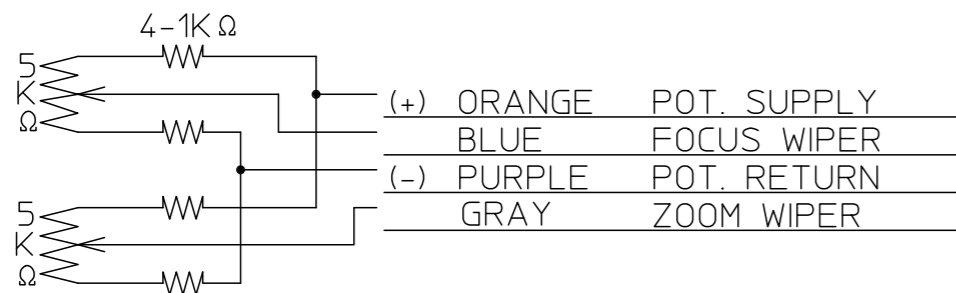 4-1K Ω
5
K
Ω
(+) ORANGE POT. SUPPLY
BLUE FOCUS WIPER
(-) PURPLE POT. RETURN
GRAY ZOOM WIPER
5
K
Ω